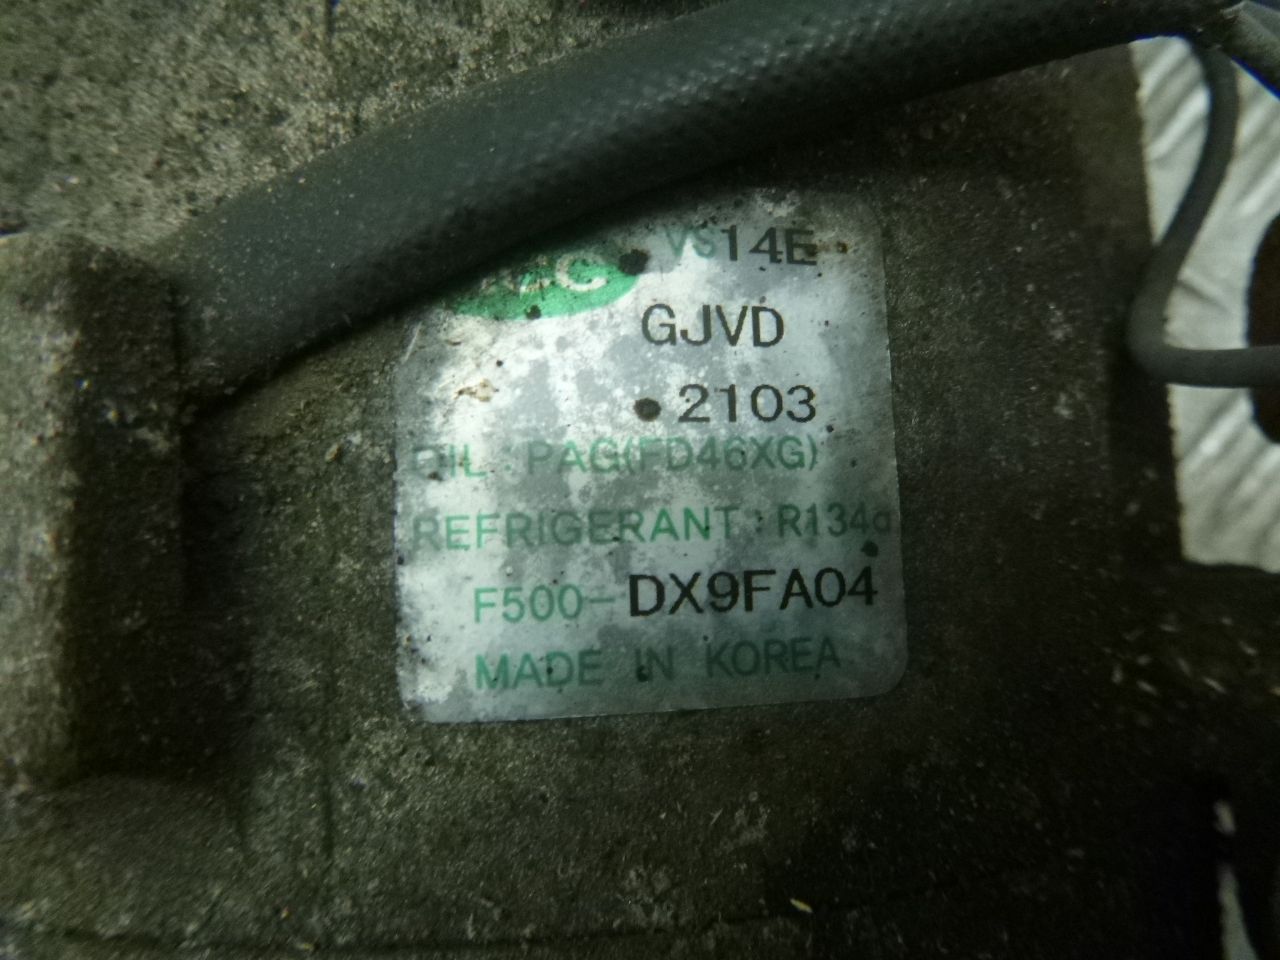 VS14E
GJVD
2103
OIL : PAG(FD46XG)
REFRIGERANT : R134a
F500-DX9FA04
MADE IN KOREA